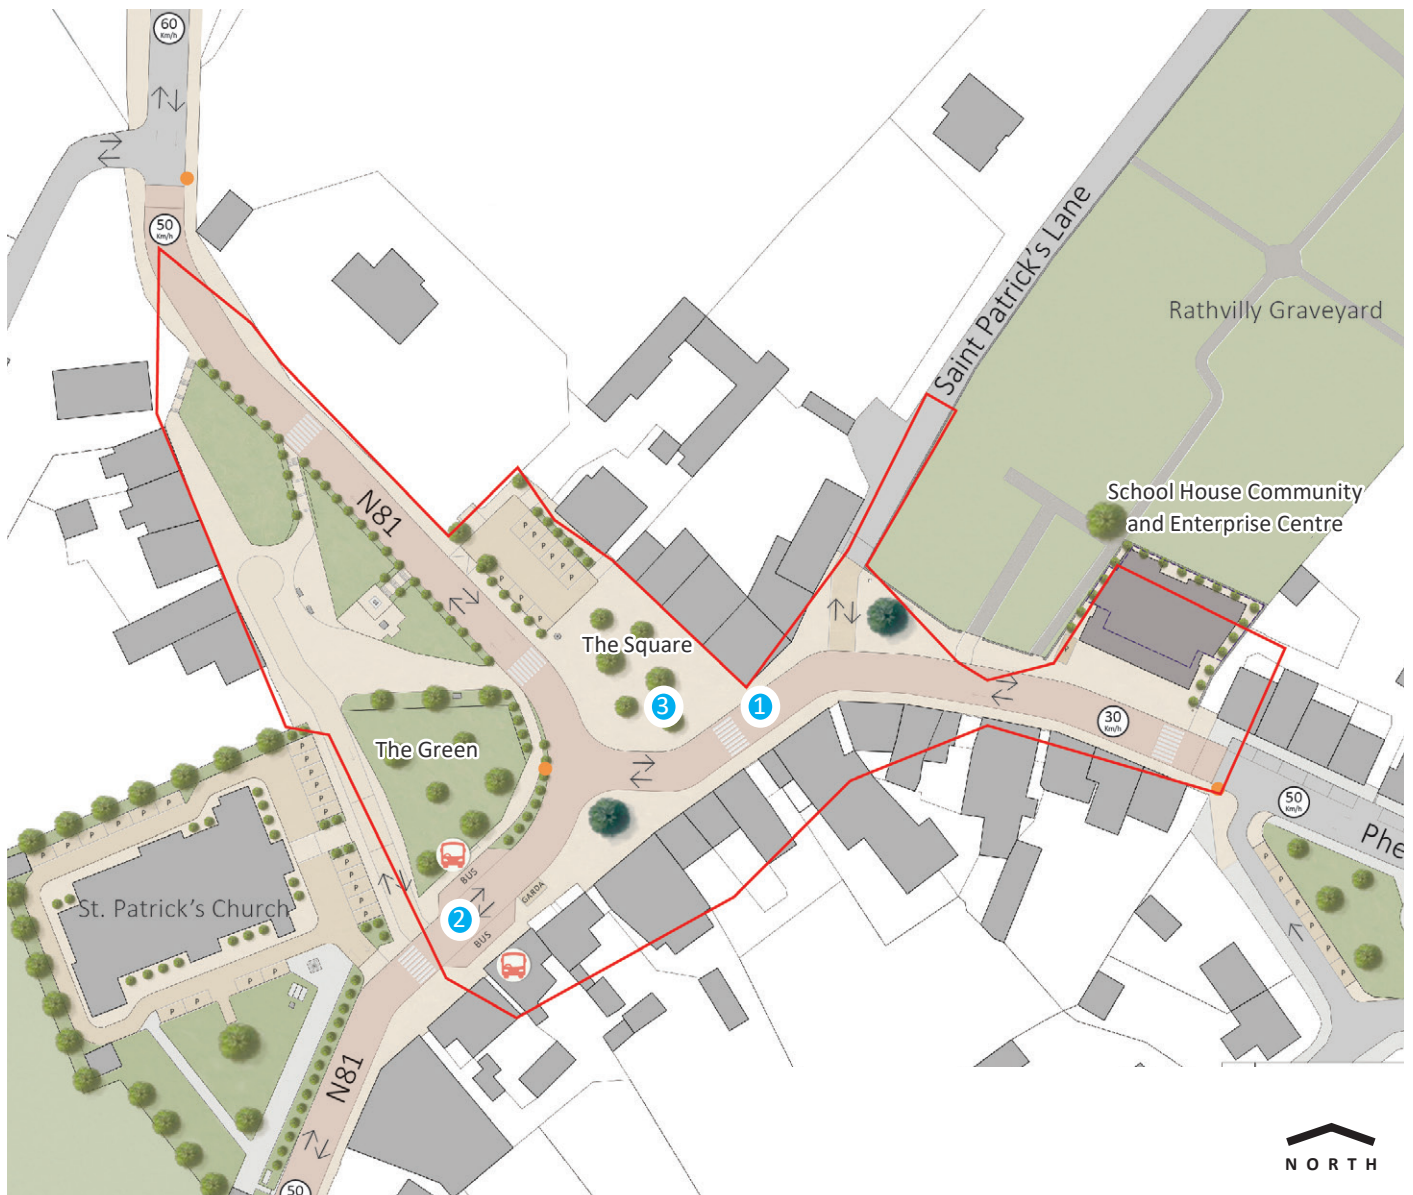 60
Km/h
50
Km/h
Saint Patrick's Lane
Rathvilly Graveyard
School House Community
and Enterprise Centre
N81
P
P
P
P
P
P
P
P
P
The Square
3
1
The Green
30
Km/h
50
Km/h
Phe
BUS
GARDA
2
BUS
St. Patrick's Church
P
P
P
P
P
P
P
P
P
N81
50
NORTH